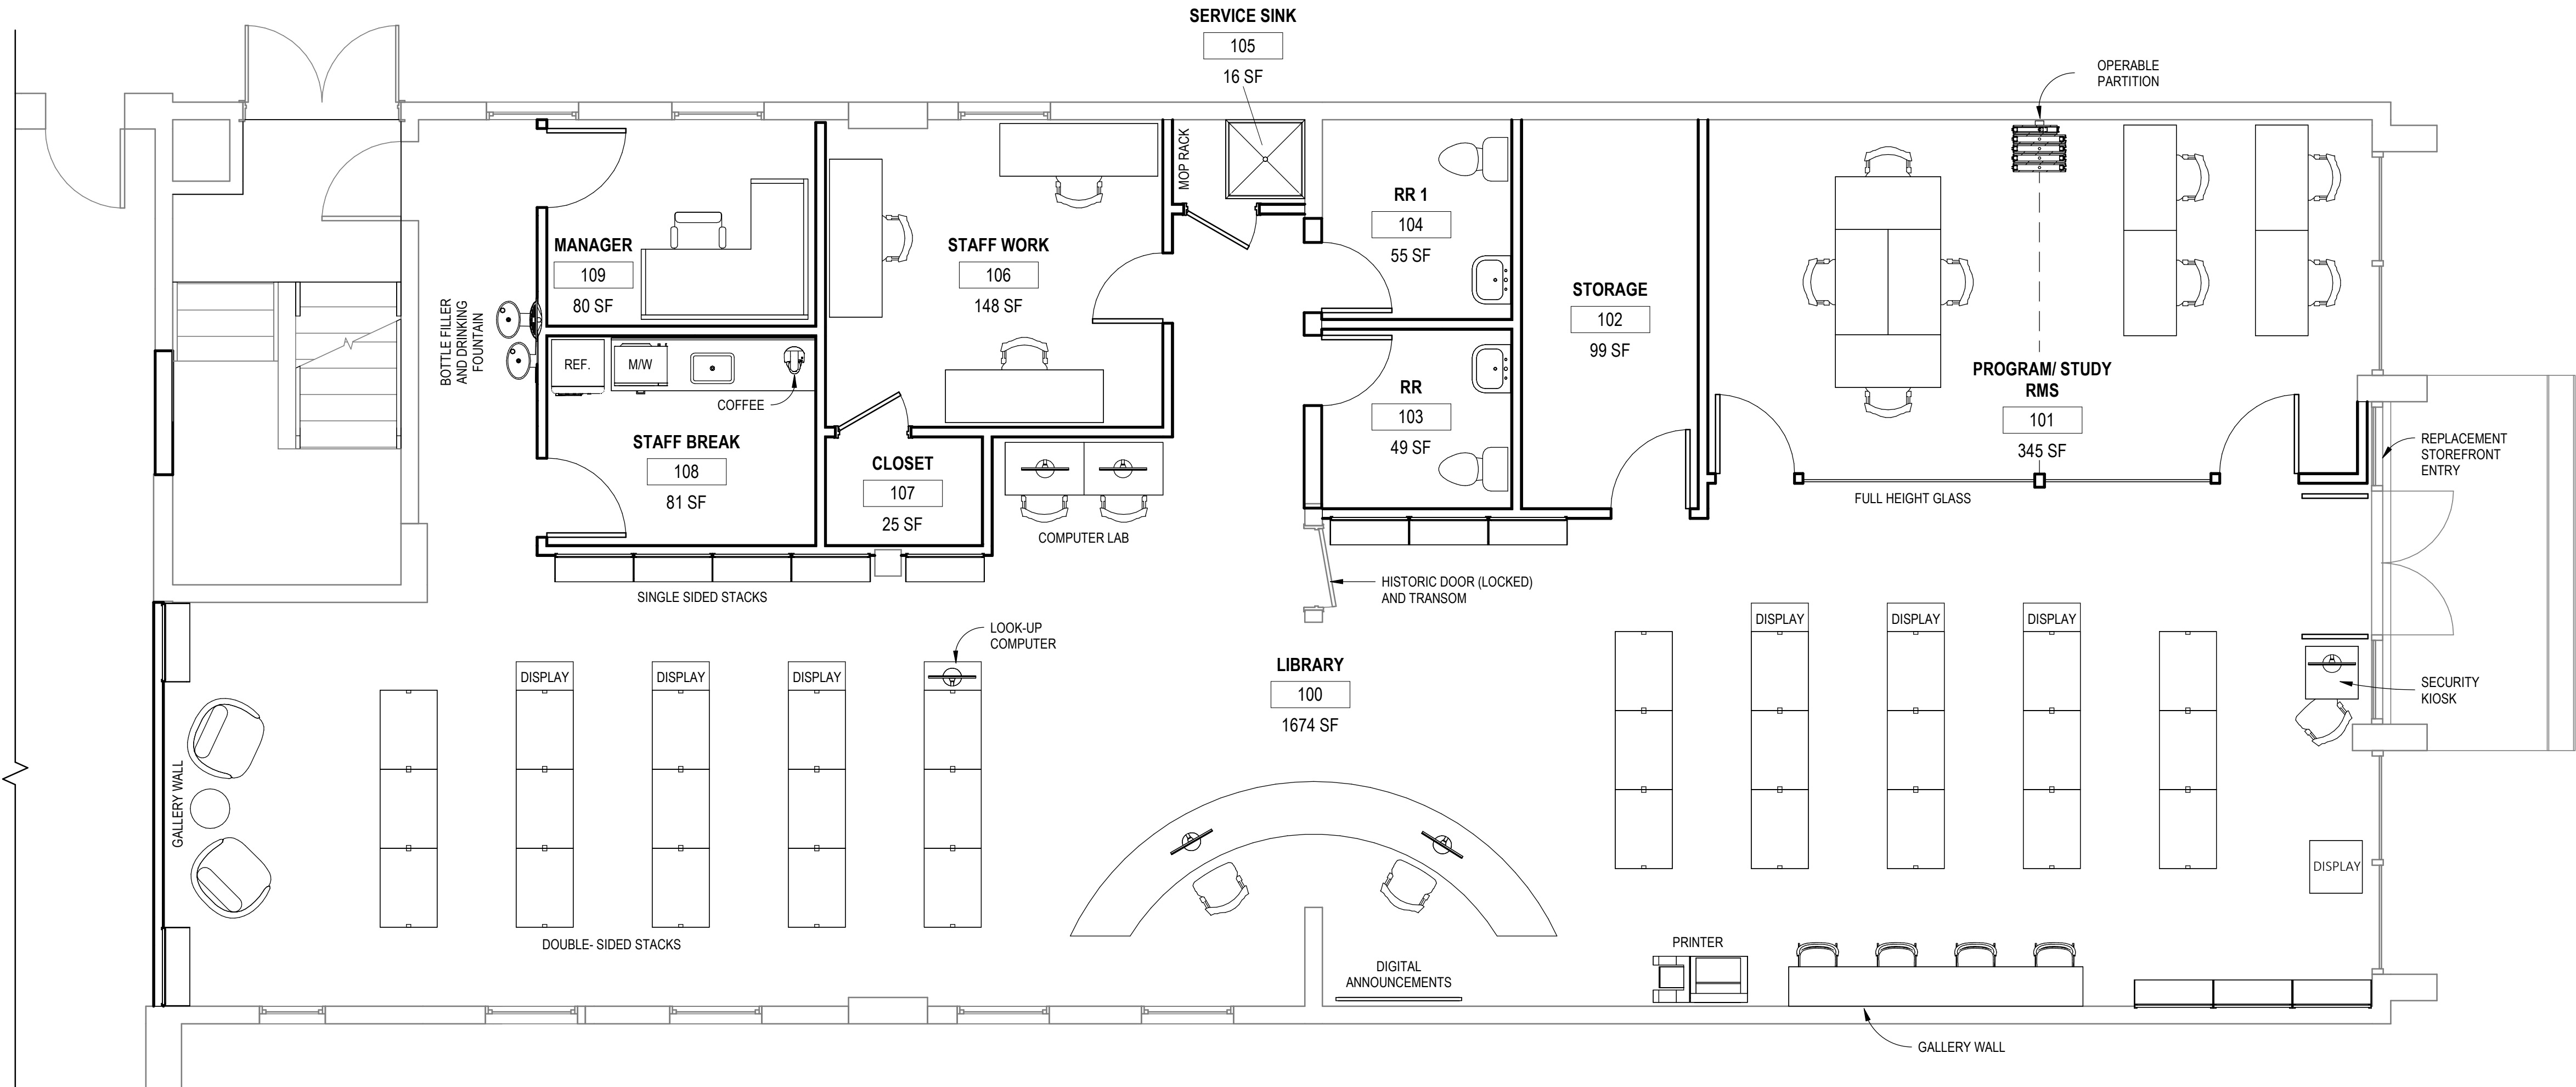 SERVICE SINK
105
16 SF
OPERABLE
PARTITION
MOP RACK
RR 1
104
55 SF
MANAGER
109
80 SF
STAFF WORK
106
148 SF
STORAGE
102
99 SF
BOTTLE FILLER
AND DRINKING
FOUNTAIN
REF.
M/W
COFFEE
RR
103
49 SF
PROGRAM/ STUDY
RMS
101
345 SF
STAFF BREAK
108
81 SF
CLOSET
107
25 SF
REPLACEMENT
STOREFRONT
ENTRY
FULL HEIGHT GLASS
COMPUTER LAB
HISTORIC DOOR (LOCKED)
AND TRANSOM
SINGLE SIDED STACKS
DISPLAY
DISPLAY
DISPLAY
LOOK-UP
COMPUTER
LIBRARY
100
1674 SF
DISPLAY
DISPLAY
DISPLAY
SECURITY
KIOSK
GALLERY WALL
DISPLAY
DOUBLE- SIDED STACKS
PRINTER
DIGITAL
ANNOUNCEMENTS
GALLERY WALL